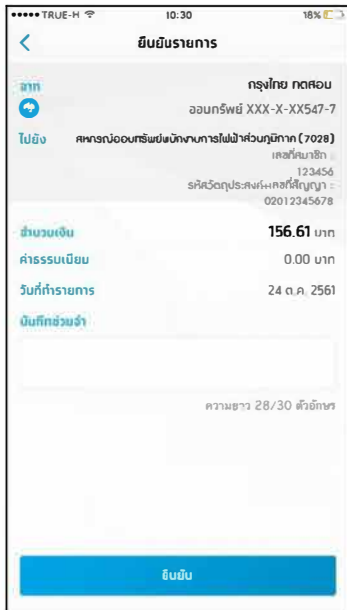 TRUE-H 10:30 18%
ยืนยันรายการ
จาก กรุงไทย ทดสอบ
ออมทรัพย์ XXX-X-XX547-7
ไปยัง สหกรณ์ออมทรัพย์พนักงานการไฟฟ้าส่วนภูมิภาค (7028)
เลขที่สมาชิก :
123456
รหัสวัตถุประสงค์+เลขที่สัญญา :
02012345678
จำนวนเงิน 156.61 บาท
ค่าธรรมเนียม 0.00 บาท
วันที่ทำรายการ 24 ต.ค. 2561
บันทึกช่วยจำ
ความยาว 28/30 ตัวอักษร
ยืนยัน